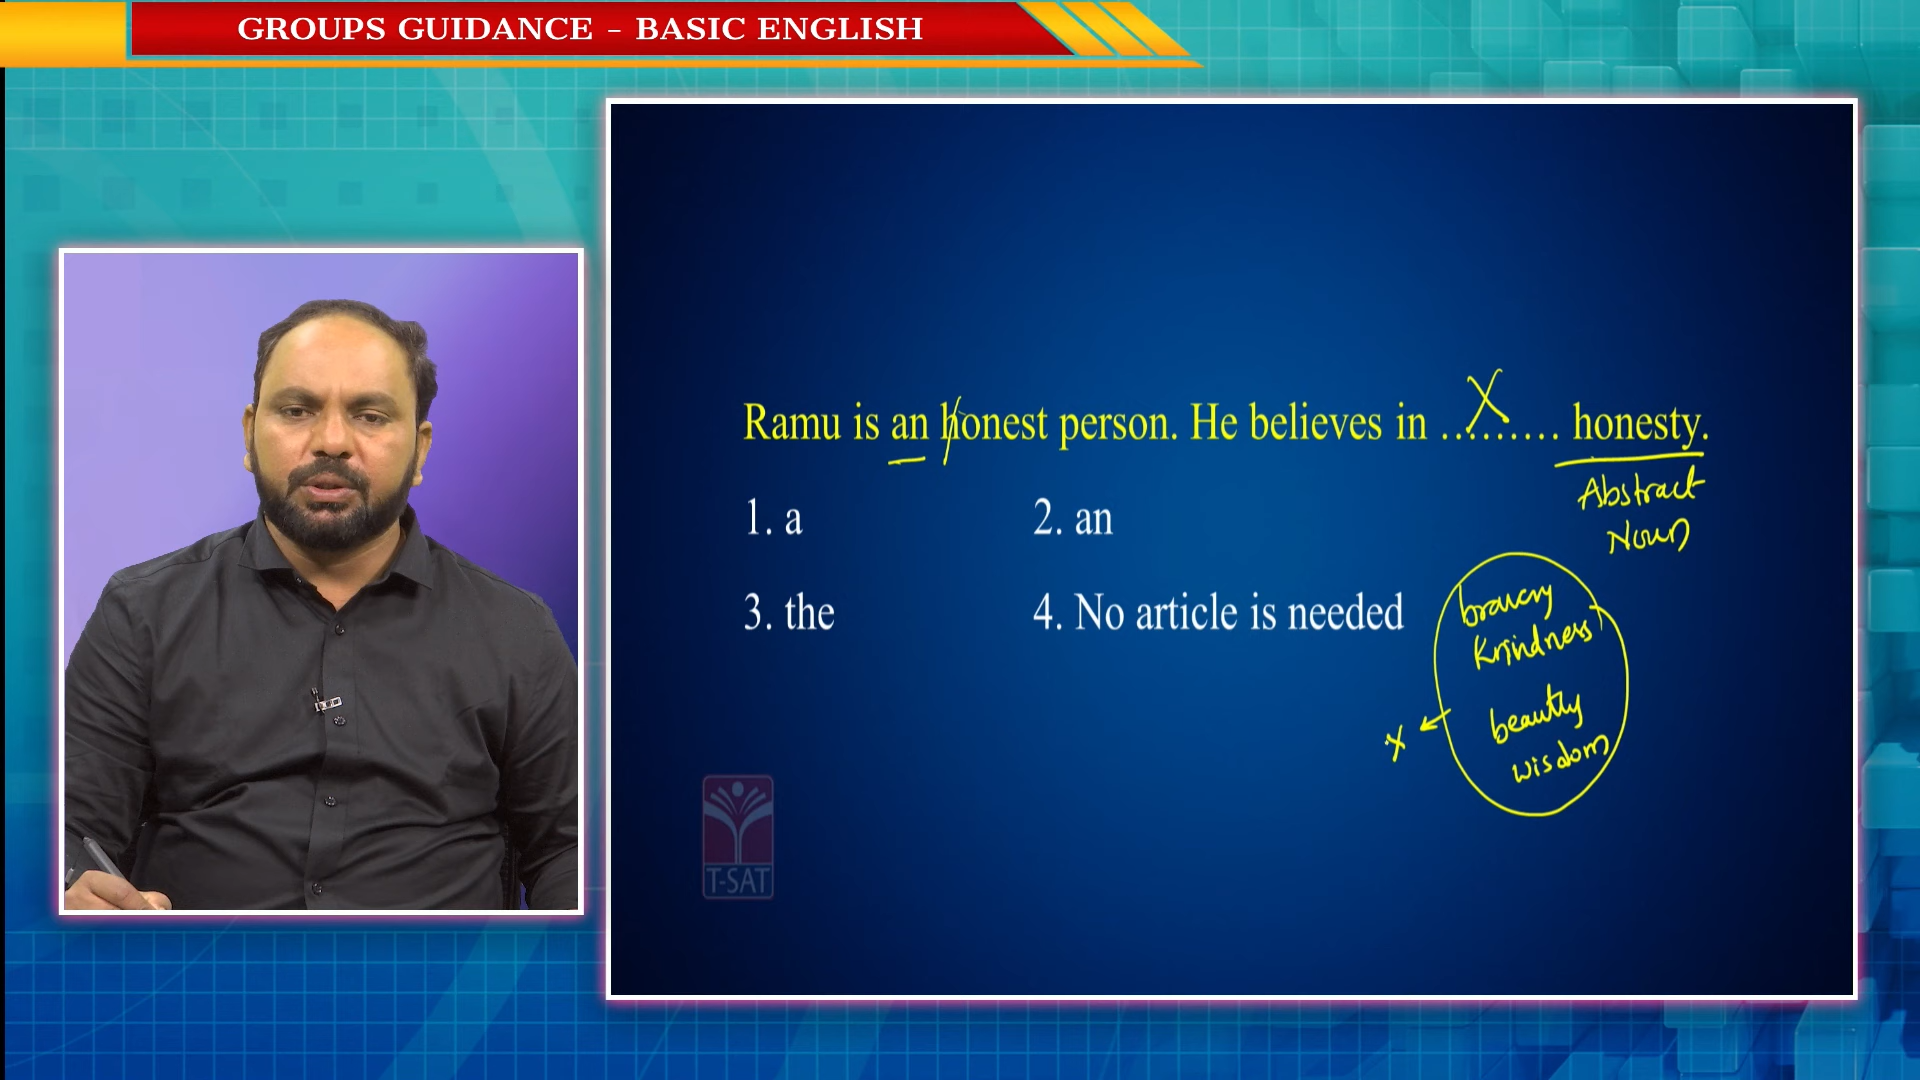 GROUPS GUIDANCE - BASIC ENGLISH
X
Ramu is an honest person. He believes in ......... honesty.
Abstract
Noun
1. a 2. an
3. the 4. No article is needed
bravery
Kindness
beauty
wisdom
x
T-SAT